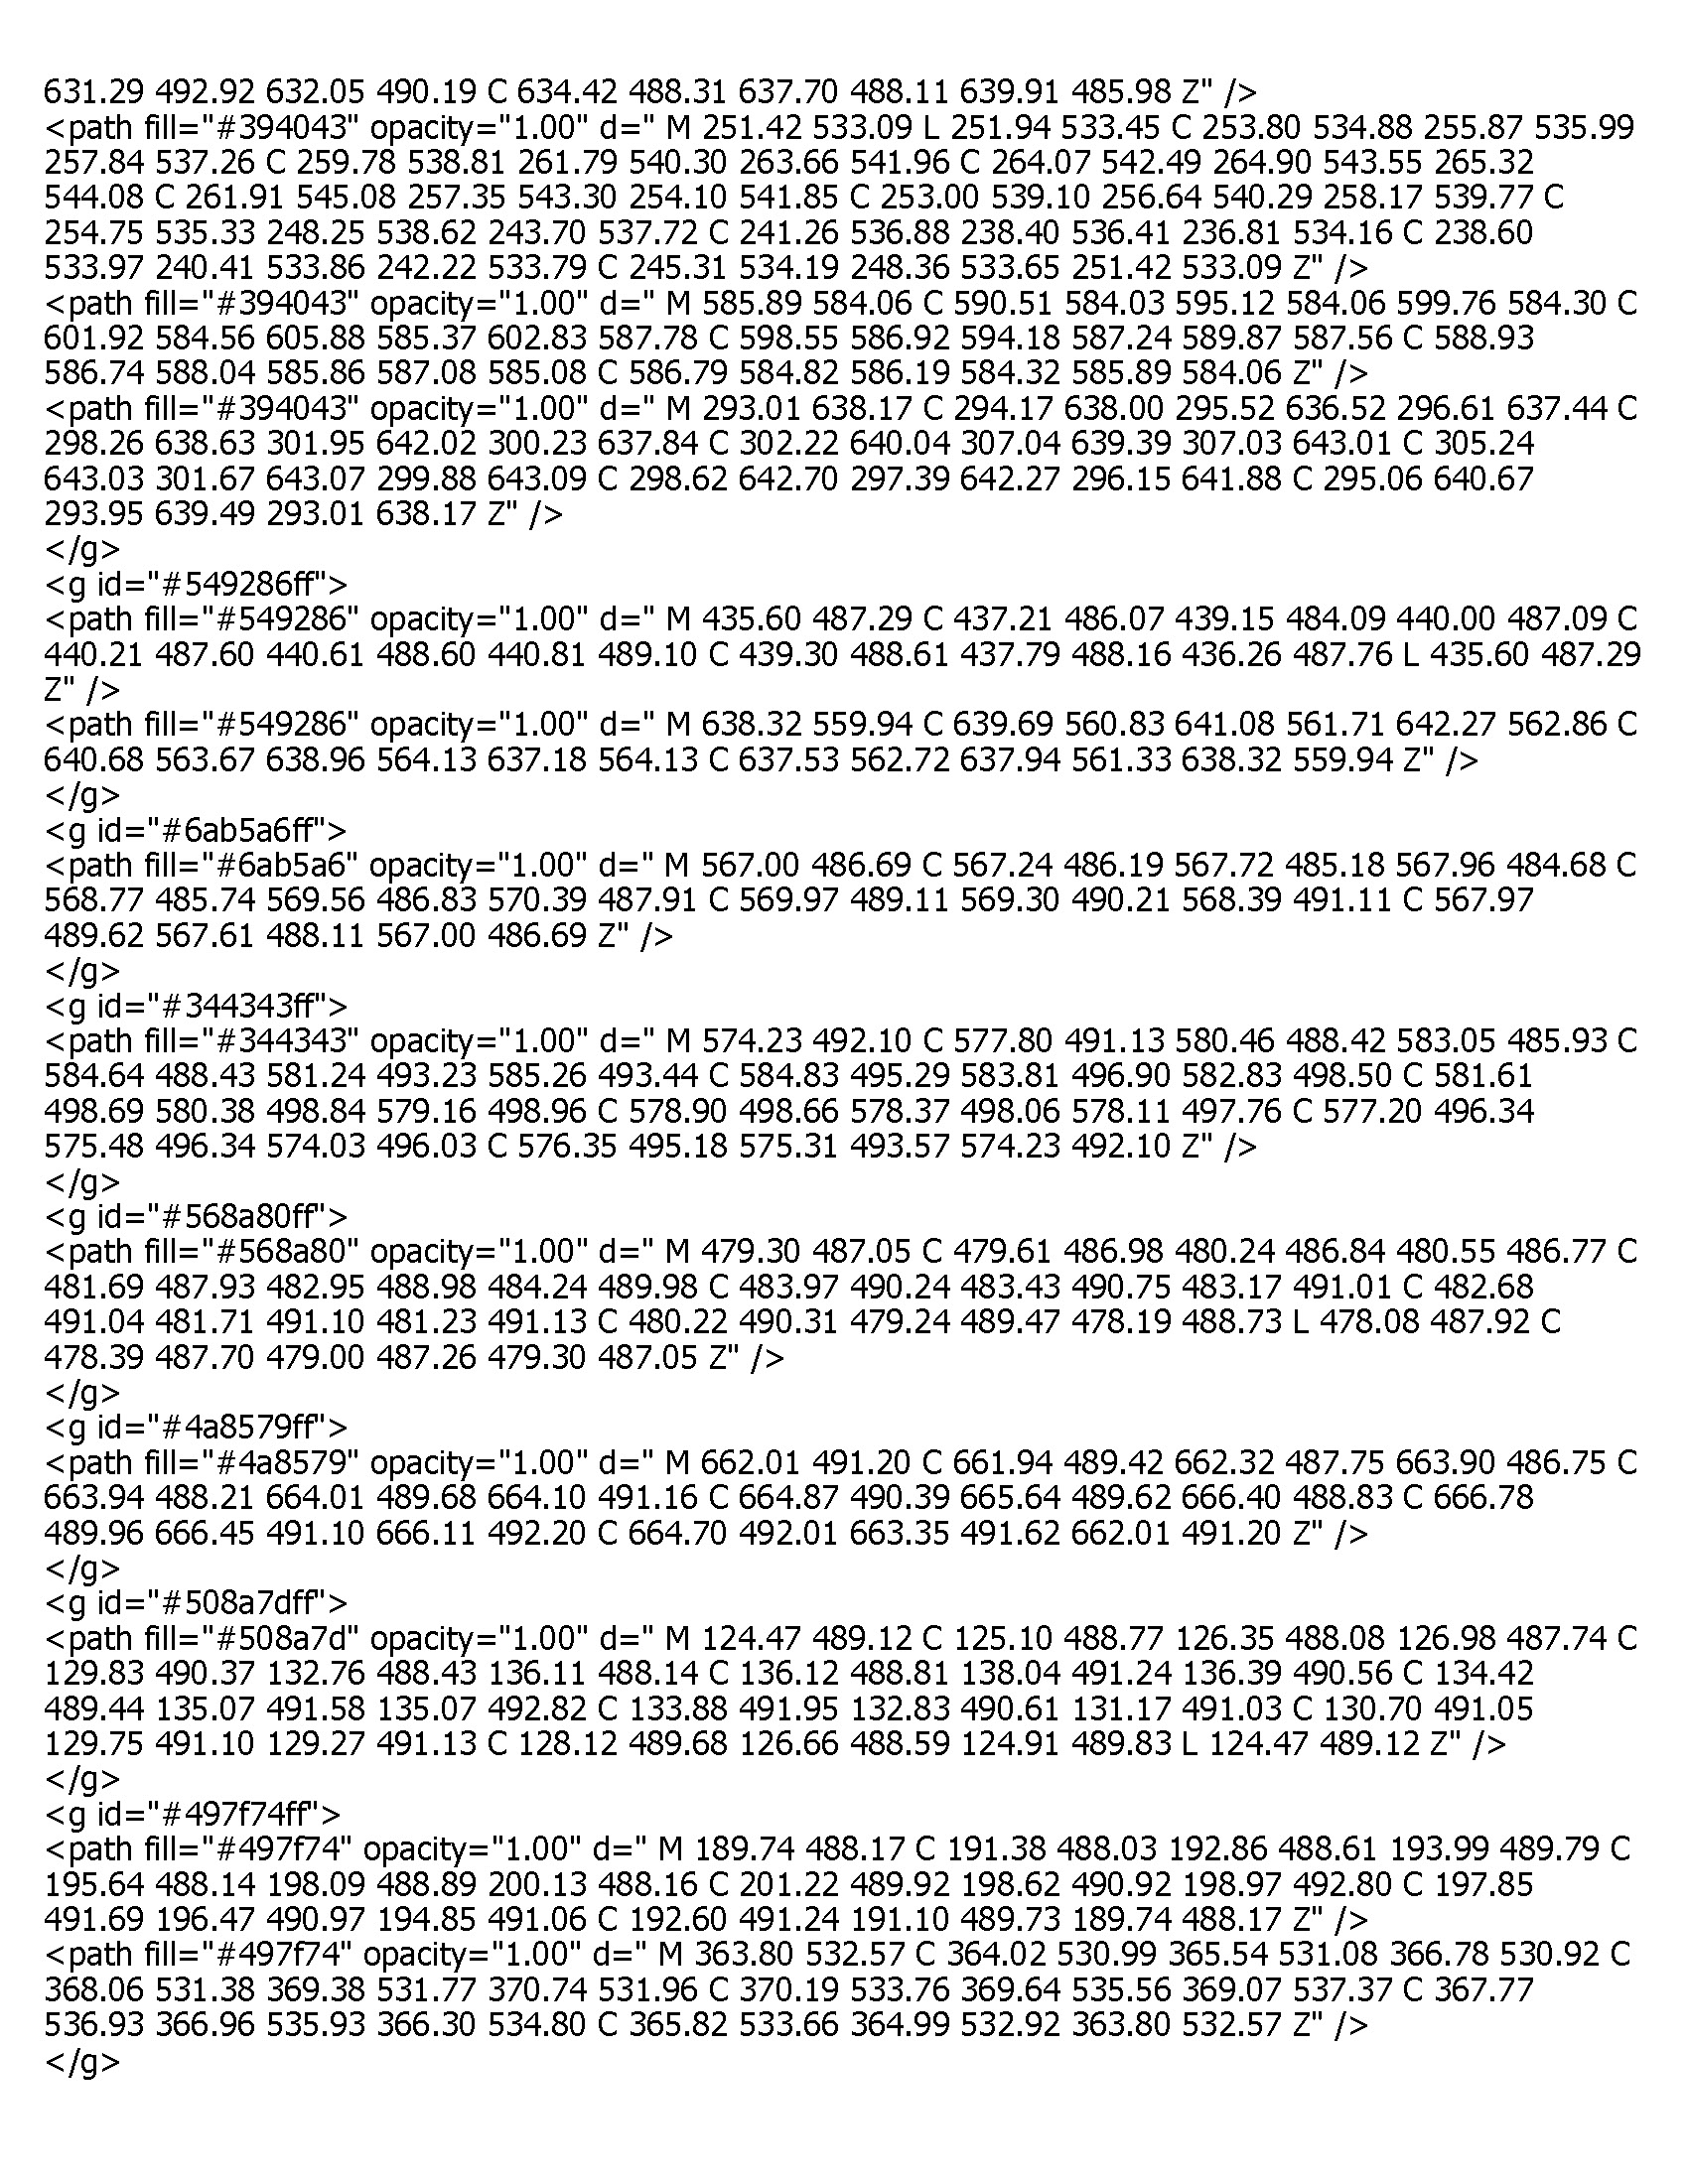 631.29 492.92 632.05 490.19 C 634.42 488.31 637.70 488.11 639.91 485.98 Z" />
<path fill="#394043" opacity="1.00" d=" M 251.42 533.09 L 251.94 533.45 C 253.80 534.88 255.87 535.99
257.84 537.26 C 259.78 538.81 261.79 540.30 263.66 541.96 C 264.07 542.49 264.90 543.55 265.32
544.08 C 261.91 545.08 257.35 543.30 254.10 541.85 C 253.00 539.10 256.64 540.29 258.17 539.77 C
254.75 535.33 248.25 538.62 243.70 537.72 C 241.26 536.88 238.40 536.41 236.81 534.16 C 238.60
533.97 240.41 533.86 242.22 533.79 C 245.31 534.19 248.36 533.65 251.42 533.09 Z" />
<path fill="#394043" opacity="1.00" d=" M 585.89 584.06 C 590.51 584.03 595.12 584.06 599.76 584.30 C
601.92 584.56 605.88 585.37 602.83 587.78 C 598.55 586.92 594.18 587.24 589.87 587.56 C 588.93
586.74 588.04 585.86 587.08 585.08 C 586.79 584.82 586.19 584.32 585.89 584.06 Z" />
<path fill="#394043" opacity="1.00" d=" M 293.01 638.17 C 294.17 638.00 295.52 636.52 296.61 637.44 C
298.26 638.63 301.95 642.02 300.23 637.84 C 302.22 640.04 307.04 639.39 307.03 643.01 C 305.24
643.03 301.67 643.07 299.88 643.09 C 298.62 642.70 297.39 642.27 296.15 641.88 C 295.06 640.67
293.95 639.49 293.01 638.17 Z" />
</g>
<g id="#549286ff">
<path fill="#549286" opacity="1.00" d=" M 435.60 487.29 C 437.21 486.07 439.15 484.09 440.00 487.09 C
440.21 487.60 440.61 488.60 440.81 489.10 C 439.30 488.61 437.79 488.16 436.26 487.76 L 435.60 487.29
Z" />
<path fill="#549286" opacity="1.00" d=" M 638.32 559.94 C 639.69 560.83 641.08 561.71 642.27 562.86 C
640.68 563.67 638.96 564.13 637.18 564.13 C 637.53 562.72 637.94 561.33 638.32 559.94 Z" />
</g>
<g id="#6ab5a6ff">
<path fill="#6ab5a6" opacity="1.00" d=" M 567.00 486.69 C 567.24 486.19 567.72 485.18 567.96 484.68 C
568.77 485.74 569.56 486.83 570.39 487.91 C 569.97 489.11 569.30 490.21 568.39 491.11 C 567.97
489.62 567.61 488.11 567.00 486.69 Z" />
</g>
<g id="#344343ff">
<path fill="#344343" opacity="1.00" d=" M 574.23 492.10 C 577.80 491.13 580.46 488.42 583.05 485.93 C
584.64 488.43 581.24 493.23 585.26 493.44 C 584.83 495.29 583.81 496.90 582.83 498.50 C 581.61
498.69 580.38 498.84 579.16 498.96 C 578.90 498.66 578.37 498.06 578.11 497.76 C 577.20 496.34
575.48 496.34 574.03 496.03 C 576.35 495.18 575.31 493.57 574.23 492.10 Z" />
</g>
<g id="#568a80ff">
<path fill="#568a80" opacity="1.00" d=" M 479.30 487.05 C 479.61 486.98 480.24 486.84 480.55 486.77 C
481.69 487.93 482.95 488.98 484.24 489.98 C 483.97 490.24 483.43 490.75 483.17 491.01 C 482.68
491.04 481.71 491.10 481.23 491.13 C 480.22 490.31 479.24 489.47 478.19 488.73 L 478.08 487.92 C
478.39 487.70 479.00 487.26 479.30 487.05 Z" />
</g>
<g id="#4a8579ff">
<path fill="#4a8579" opacity="1.00" d=" M 662.01 491.20 C 661.94 489.42 662.32 487.75 663.90 486.75 C
663.94 488.21 664.01 489.68 664.10 491.16 C 664.87 490.39 665.64 489.62 666.40 488.83 C 666.78
489.96 666.45 491.10 666.11 492.20 C 664.70 492.01 663.35 491.62 662.01 491.20 Z" />
</g>
<g id="#508a7dff">
<path fill="#508a7d" opacity="1.00" d=" M 124.47 489.12 C 125.10 488.77 126.35 488.08 126.98 487.74 C
129.83 490.37 132.76 488.43 136.11 488.14 C 136.12 488.81 138.04 491.24 136.39 490.56 C 134.42
489.44 135.07 491.58 135.07 492.82 C 133.88 491.95 132.83 490.61 131.17 491.03 C 130.70 491.05
129.75 491.10 129.27 491.13 C 128.12 489.68 126.66 488.59 124.91 489.83 L 124.47 489.12 Z" />
</g>
<g id="#497f74ff">
<path fill="#497f74" opacity="1.00" d=" M 189.74 488.17 C 191.38 488.03 192.86 488.61 193.99 489.79 C
195.64 488.14 198.09 488.89 200.13 488.16 C 201.22 489.92 198.62 490.92 198.97 492.80 C 197.85
491.69 196.47 490.97 194.85 491.06 C 192.60 491.24 191.10 489.73 189.74 488.17 Z" />
<path fill="#497f74" opacity="1.00" d=" M 363.80 532.57 C 364.02 530.99 365.54 531.08 366.78 530.92 C
368.06 531.38 369.38 531.77 370.74 531.96 C 370.19 533.76 369.64 535.56 369.07 537.37 C 367.77
536.93 366.96 535.93 366.30 534.80 C 365.82 533.66 364.99 532.92 363.80 532.57 Z" />
</g>